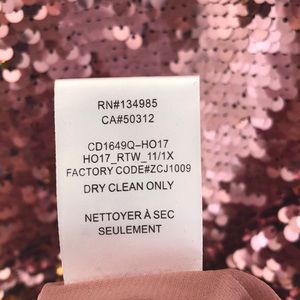 RN#134985
CA#50312
CD1649Q-HO17
HO17_RTW_11/1X
FACTORY CODE#ZCJ1009
DRY CLEAN ONLY
NETTOYER À SEC
SEULEMENT